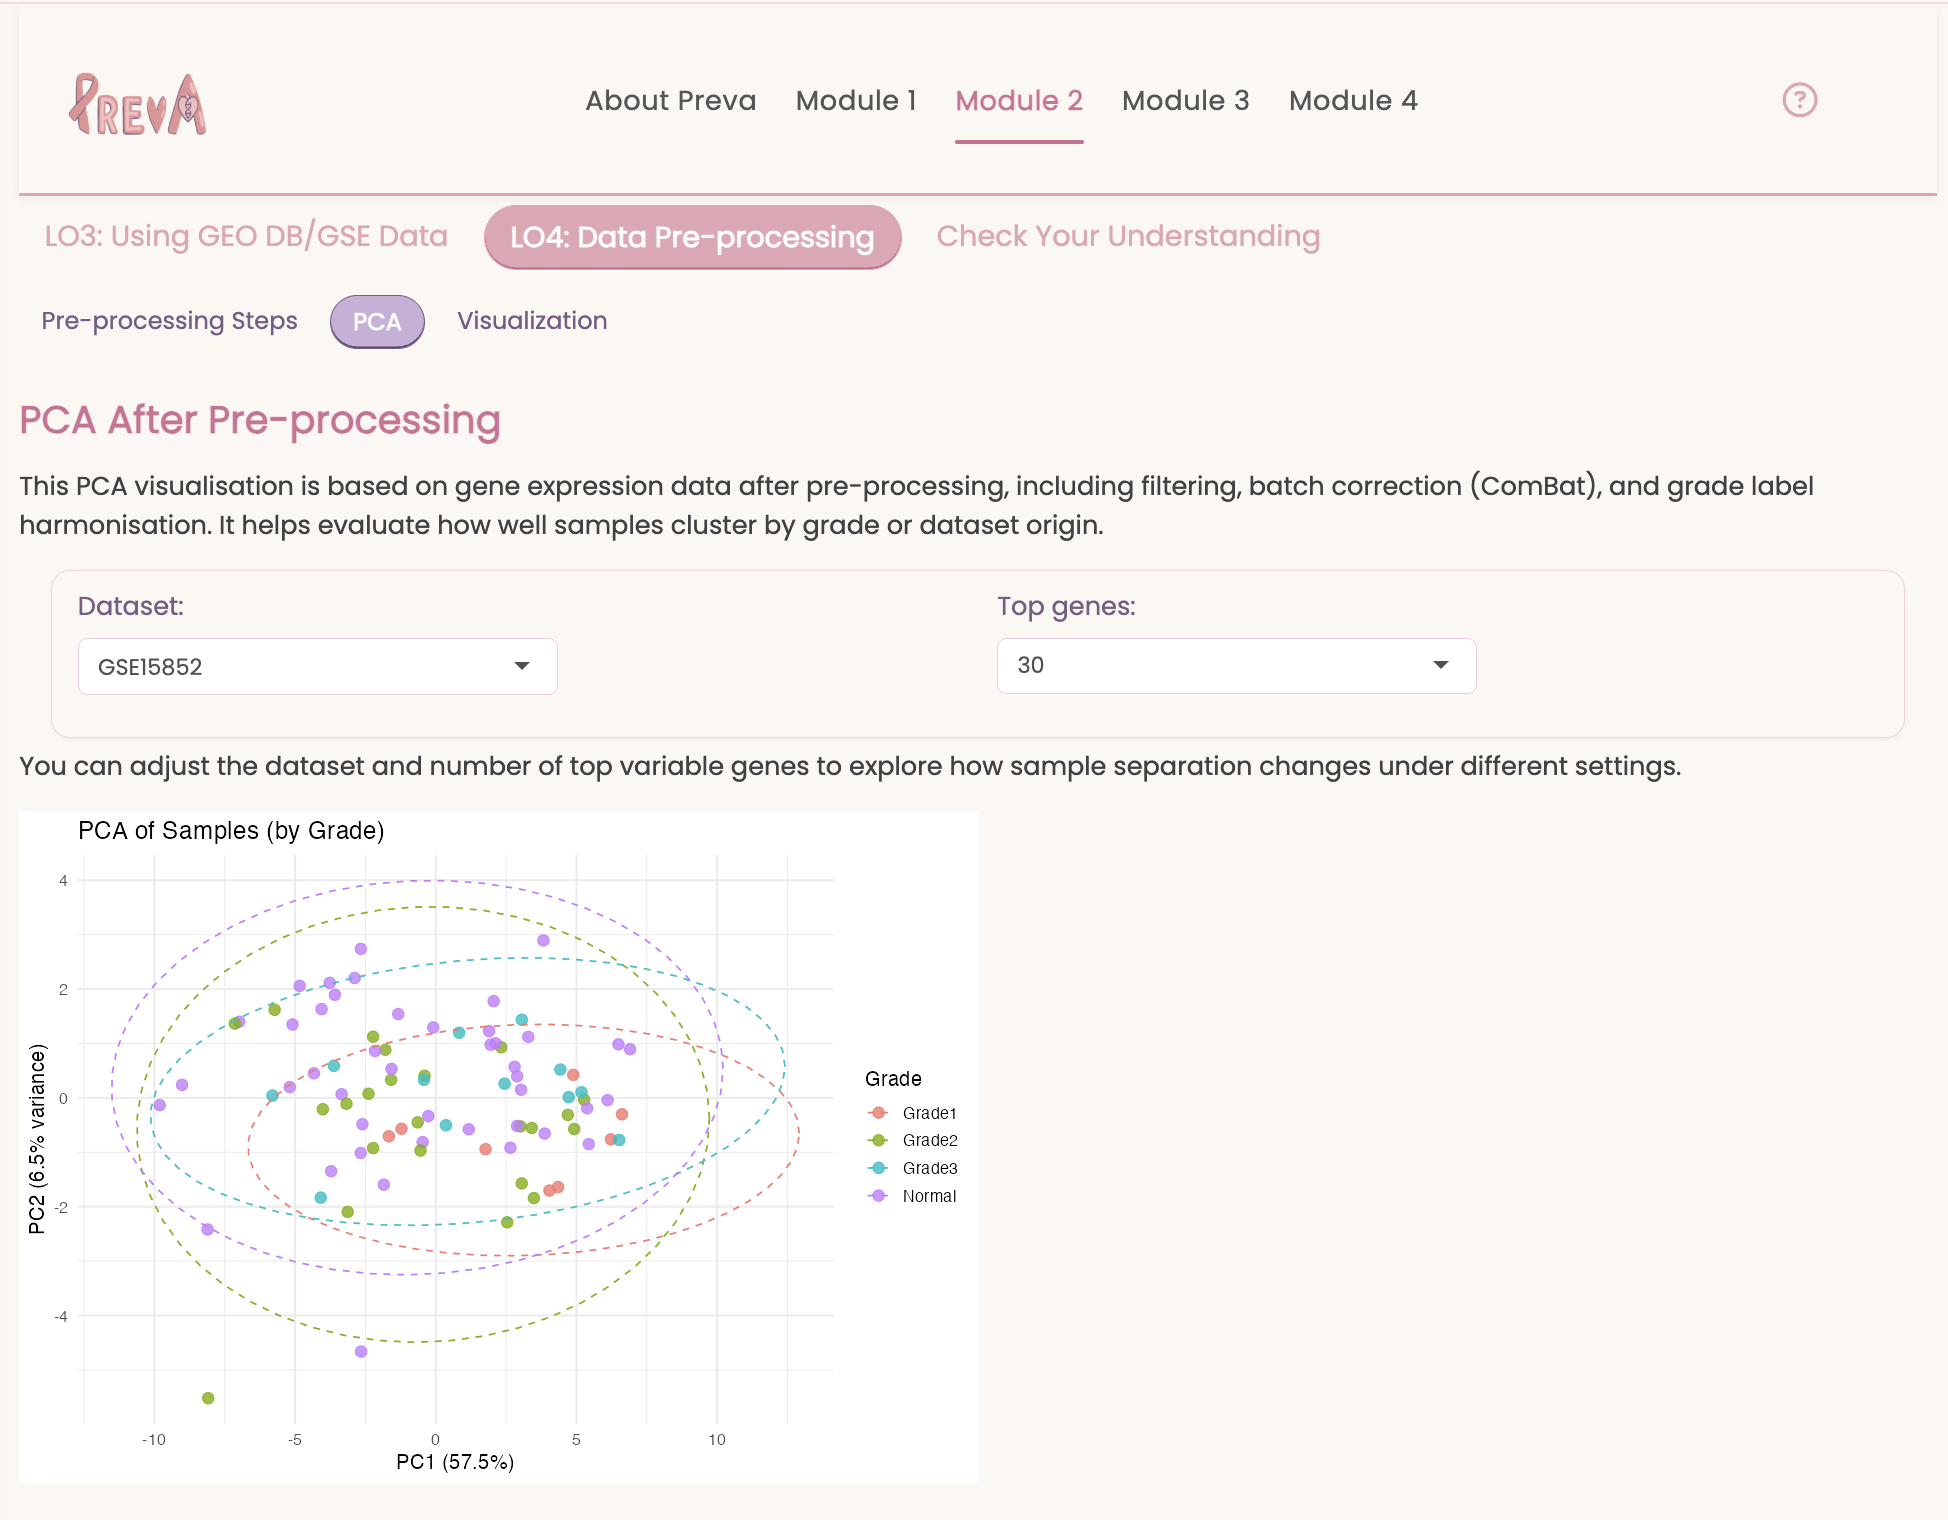 PREVA
About Preva Module 1 Module 2 Module 3 Module 4 ?
LO3: Using GEO DB/GSE Data LO4: Data Pre-processing Check Your Understanding
Pre-processing Steps PCA Visualization
PCA After Pre-processing
This PCA visualisation is based on gene expression data after pre-processing, including filtering, batch correction (ComBat), and grade label
harmonisation. It helps evaluate how well samples cluster by grade or dataset origin.
Dataset: Top genes:
GSE15852 30
You can adjust the dataset and number of top variable genes to explore how sample separation changes under different settings.
PCA of Samples (by Grade)
4
2
0
-2
-4
PC2 (6.5% variance)
-10 -5 0 5 10
PC1 (57.5%)
Grade
Grade1
Grade2
Grade3
Normal